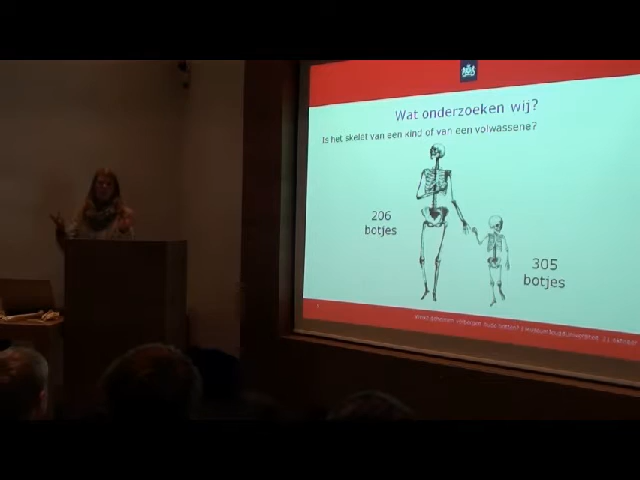 Wat onderzoeken wij?
Is het skelet van een kind of van een volwassene?
206
botjes
305
botjes